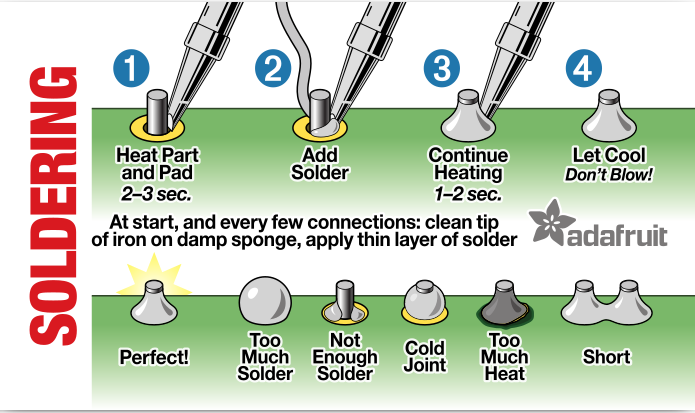 SOLDERING
1
Heat Part
and Pad
2–3 sec.
2
Add
Solder
3
Continue
Heating
1–2 sec.
4
Let Cool
Don't Blow!
At start, and every few connections: clean tip
of iron on damp sponge, apply thin layer of solder
adafruit
Perfect!
Too
Much
Solder
Not
Enough
Solder
Cold
Joint
Too
Much
Heat
Short